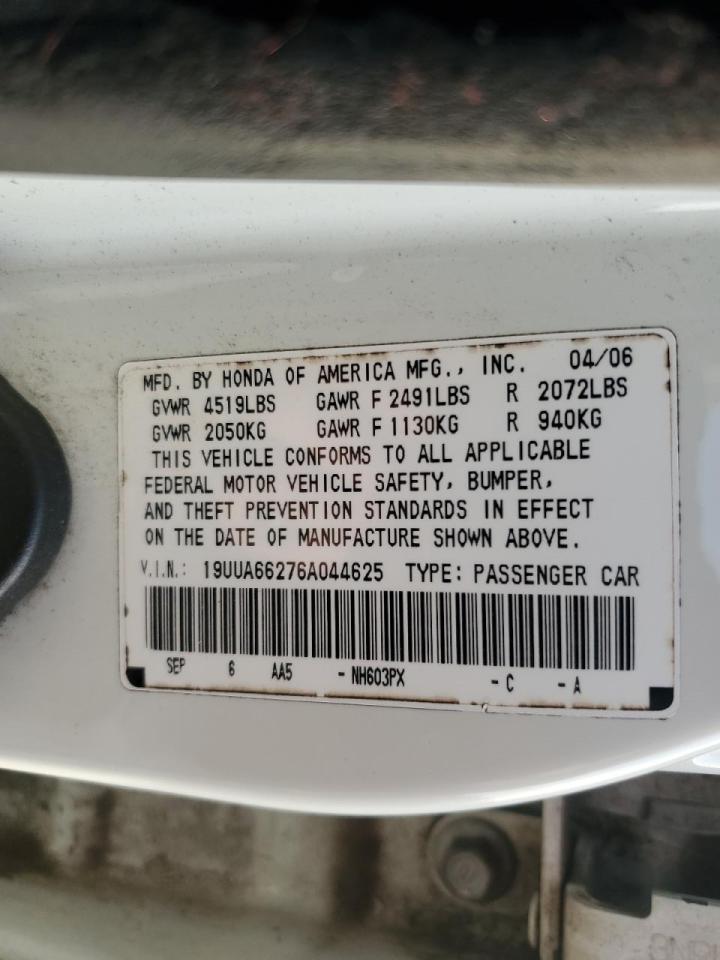 MFD. BY HONDA OF AMERICA MFG., INC. 04/06
GVWR 4519LBS GAWR F 2491LBS R 2072LBS
GVWR 2050KG GAWR F 1130KG R 940KG
THIS VEHICLE CONFORMS TO ALL APPLICABLE
FEDERAL MOTOR VEHICLE SAFETY, BUMPER,
AND THEFT PREVENTION STANDARDS IN EFFECT
ON THE DATE OF MANUFACTURE SHOWN ABOVE.
V.I.N.: 19UUA66276A044625 TYPE: PASSENGER CAR
SEP 6 AA5 - NH603PX - C - A